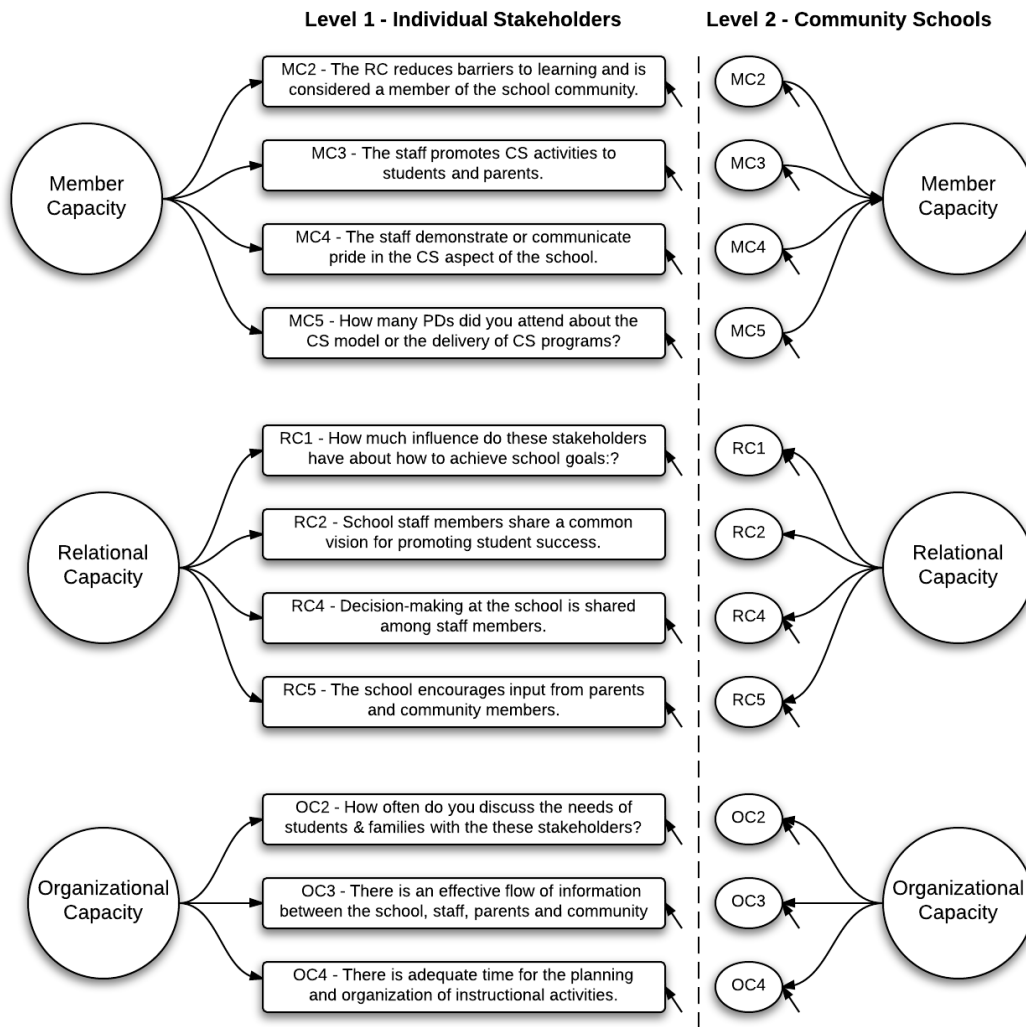 Level 1 - Individual Stakeholders
Level 2 - Community Schools
Member
Capacity
MC2 - The RC reduces barriers to learning and is
considered a member of the school community.
MC3 - The staff promotes CS activities to
students and parents.
MC4 - The staff demonstrate or communicate
pride in the CS aspect of the school.
MC5 - How many PDs did you attend about the
CS model or the delivery of CS programs?
MC2
MC3
MC4
MC5
Member
Capacity
Relational
Capacity
RC1 - How much influence do these stakeholders
have about how to achieve school goals:?
RC2 - School staff members share a common
vision for promoting student success.
RC4 - Decision-making at the school is shared
among staff members.
RC5 - The school encourages input from parents
and community members.
RC1
RC2
RC4
RC5
Relational
Capacity
Organizational
Capacity
OC2 - How often do you discuss the needs of
students & families with the these stakeholders?
OC3 - There is an effective flow of information
between the school, staff, parents and community
OC4 - There is adequate time for the planning
and organization of instructional activities.
OC2
OC3
OC4
Organizational
Capacity